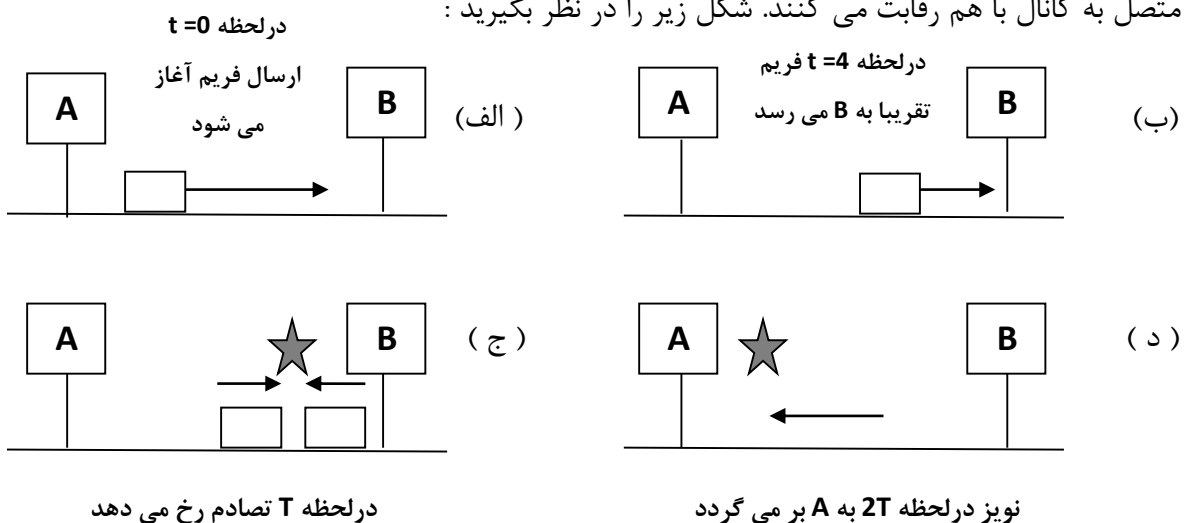 متصل به کانال با هم رقابت می کنند. شکل زیر را در نظر بگیرید :
درلحظه t =0
ارسال فریم آغاز
می شود
A
B
( الف)
درلحظه t =4 فریم
تقریبا به B می رسد
A
B
(ب)
A
B
( ج )
درلحظه T تصادم رخ می دهد
A
B
( د )
نویز درلحظه 2T به A بر می گردد